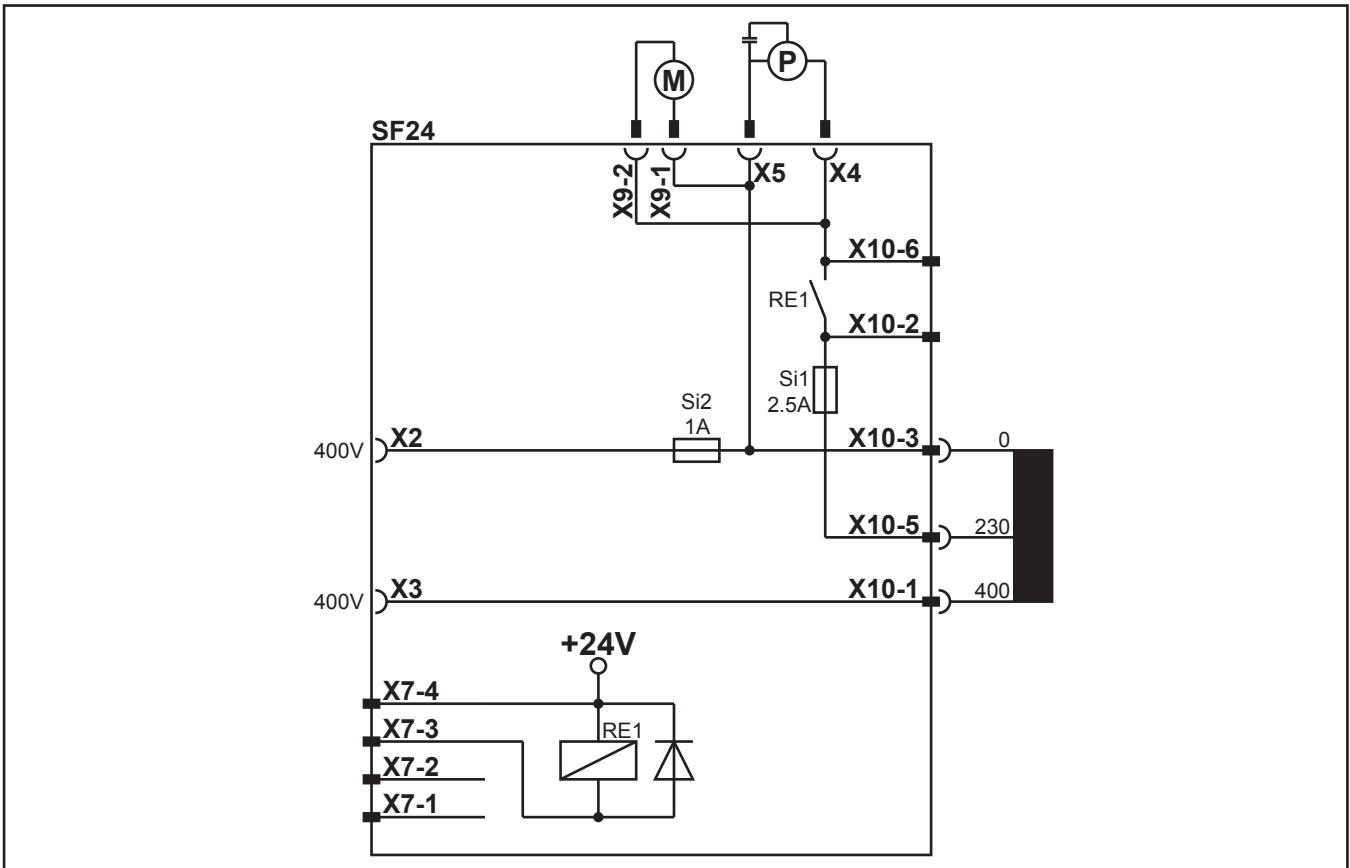 M
P
SF24
X9-2
X9-1
X5
X4
X10-6
RE1
X10-2
Si1
2.5A
Si2
1A
400V
X2
X10-3
0
X10-5
230
400V
X3
X10-1
400
+24V
X7-4
X7-3
RE1
X7-2
X7-1